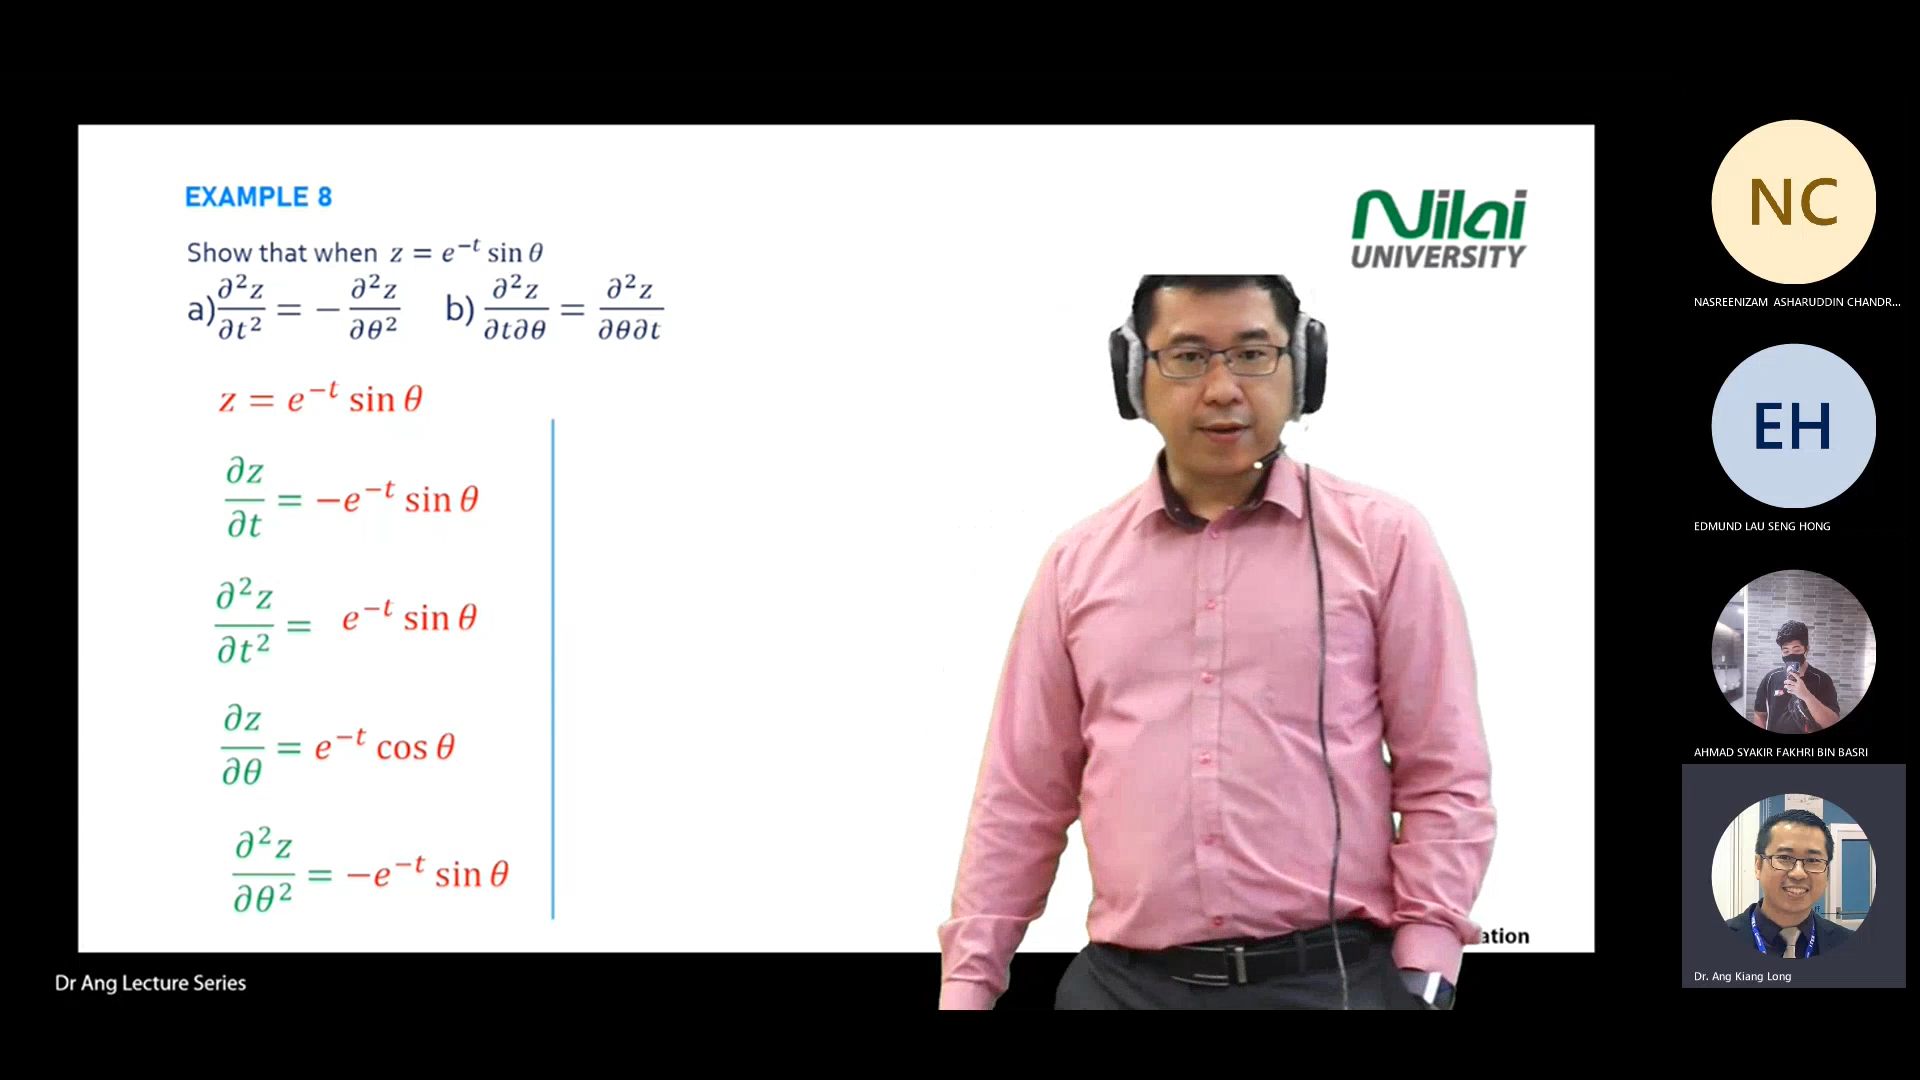 EXAMPLE 8
Show that when z = e^{-t} sin θ
a) ∂²z/∂t² = − ∂²z/∂θ² b) ∂²z/∂t∂θ = ∂²z/∂θ∂t
z = e^{-t} sin θ
∂z/∂t = −e^{-t} sin θ
∂²z/∂t² = e^{-t} sin θ
∂z/∂θ = e^{-t} cos θ
∂²z/∂θ² = −e^{-t} sin θ
Nilai
UNIVERSITY
ation
Dr Ang Lecture Series
NC
NASREENIZAM ASHARUDDIN CHANDR...
EH
EDMUND LAU SENG HONG
AHMAD SYAKIR FAKHRI BIN BASRI
Dr. Ang Kiang Long